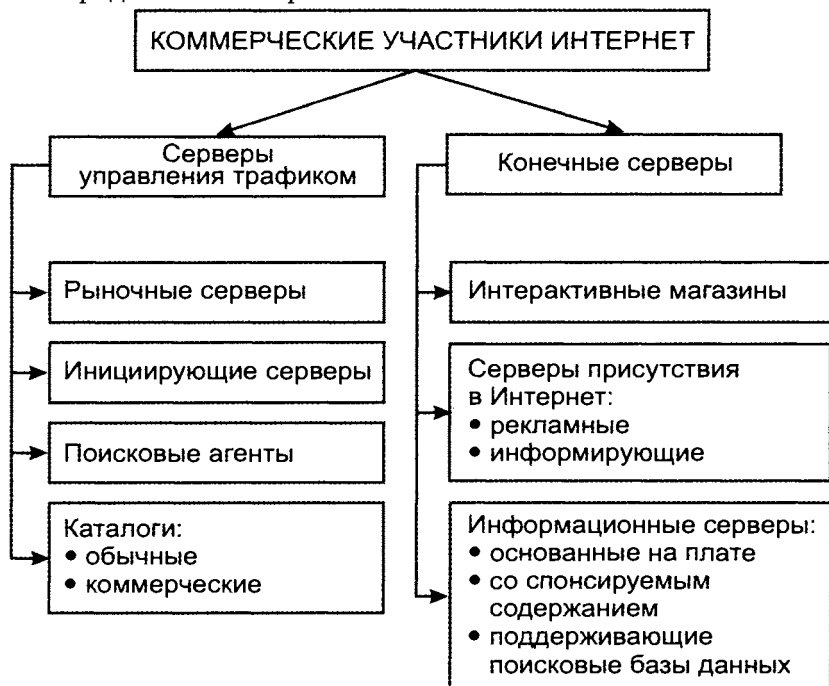 КОММЕРЧЕСКИЕ УЧАСТНИКИ ИНТЕРНЕТ
Серверы
управления трафиком
Рыночные серверы
Инициирующие серверы
Поисковые агенты
Каталоги:
• обычные
• коммерческие
Конечные серверы
Интерактивные магазины
Серверы присутствия
в Интернет:
• рекламные
• информирующие
Информационные серверы:
• основанные на плате
• со спонсируемым
содержанием
• поддерживающие
поисковые базы данных